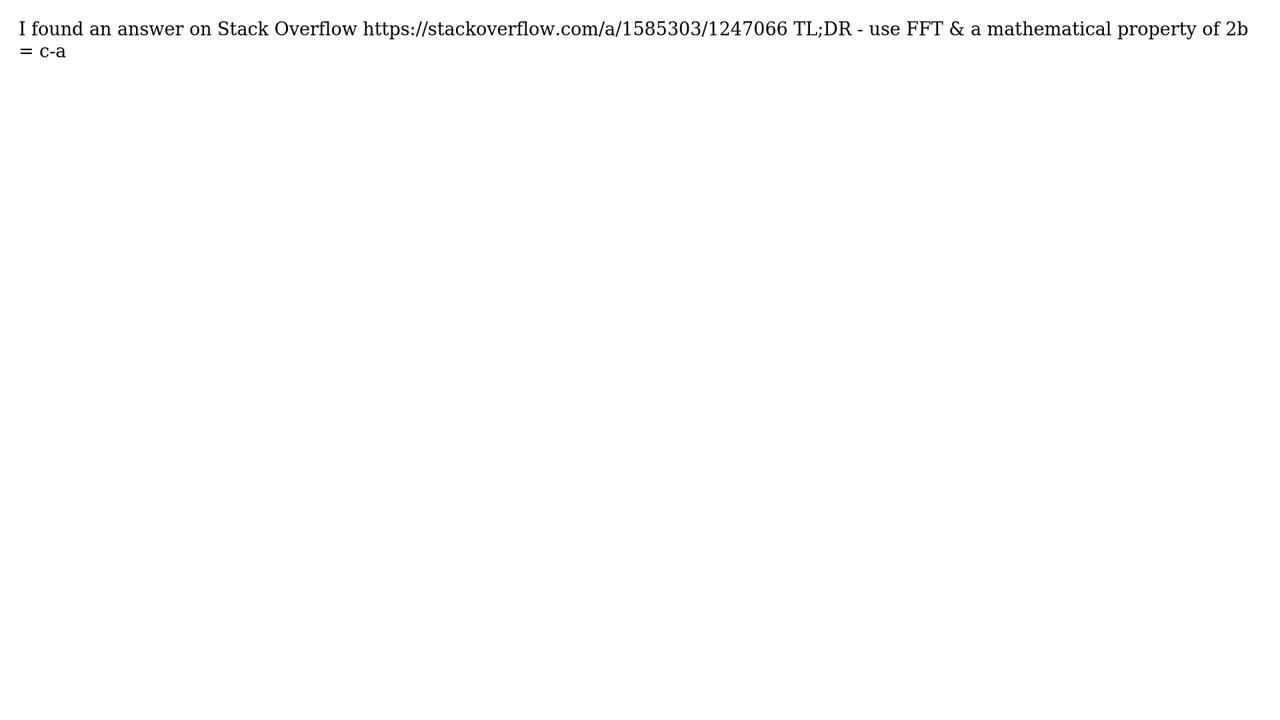 I found an answer on Stack Overflow https://stackoverflow.com/a/1585303/1247066 TL;DR - use FFT & a mathematical property of 2b
= c-a